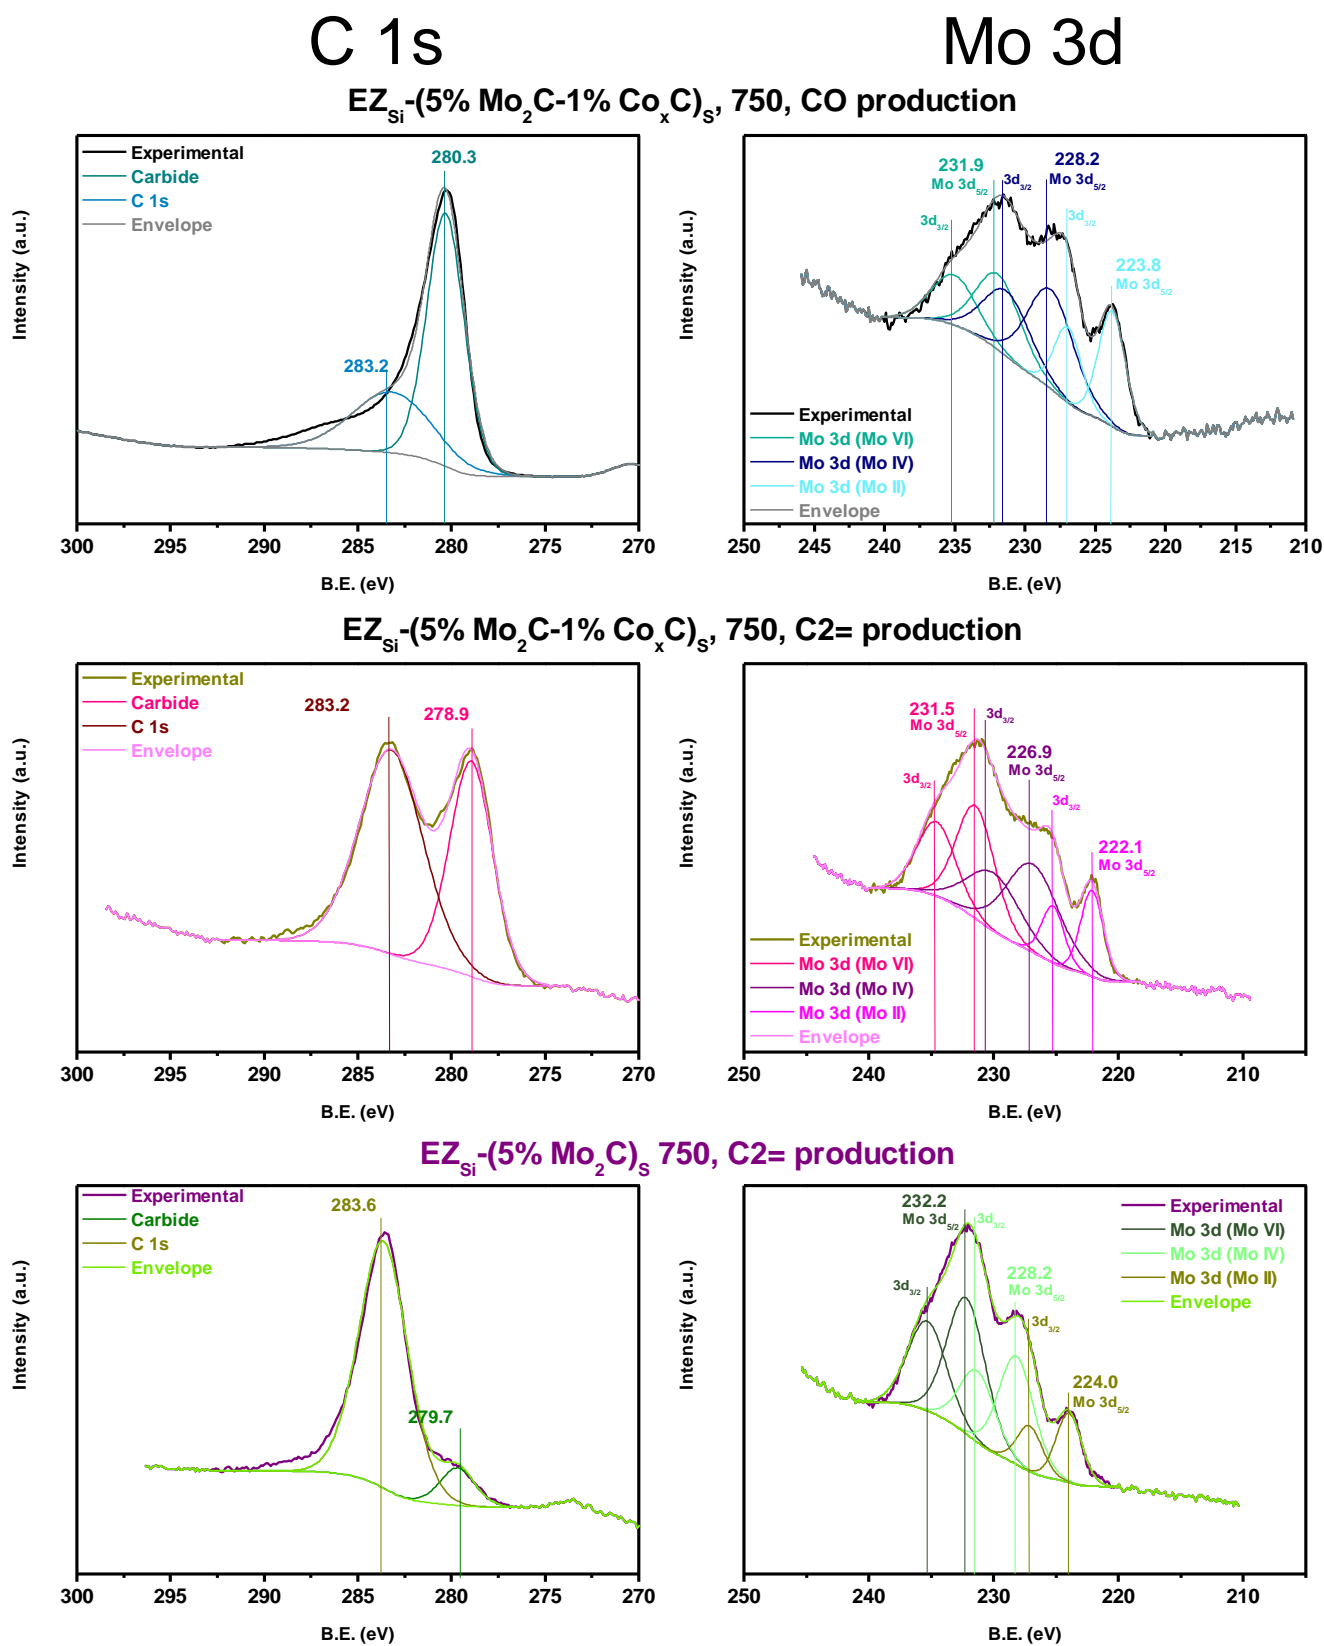 C 1s
Mo 3d
EZSi-(5% Mo2C-1% CoxC)S, 750, CO production
Experimental
Carbide
C 1s
Envelope
280.3
283.2
Intensity (a.u.)
300 295 290 285 280 275 270
B.E. (eV)
231.9
Mo 3d5/2
3d3/2
228.2
Mo 3d5/2
3d3/2
3d3/2
223.8
Mo 3d5/2
Experimental
Mo 3d (Mo VI)
Mo 3d (Mo IV)
Mo 3d (Mo II)
Envelope
Intensity (a.u.)
250 245 240 235 230 225 220 215 210
B.E. (eV)
EZSi-(5% Mo2C-1% CoxC)S, 750, C2= production
Experimental
Carbide
C 1s
Envelope
283.2
278.9
Intensity (a.u.)
300 295 290 285 280 275 270
B.E. (eV)
231.5
Mo 3d5/2
3d3/2
226.9
Mo 3d5/2
3d3/2
3d3/2
222.1
Mo 3d5/2
Experimental
Mo 3d (Mo VI)
Mo 3d (Mo IV)
Mo 3d (Mo II)
Envelope
Intensity (a.u.)
250 240 230 220 210
B.E. (eV)
EZSi-(5% Mo2C)S 750, C2= production
Experimental
Carbide
C 1s
Envelope
283.6
279.7
Intensity (a.u.)
300 295 290 285 280 275 270
B.E. (eV)
232.2
Mo 3d5/2
3d3/2
3d3/2
228.2
Mo 3d5/2
3d3/2
224.0
Mo 3d5/2
Experimental
Mo 3d (Mo VI)
Mo 3d (Mo IV)
Mo 3d (Mo II)
Envelope
Intensity (a.u.)
250 240 230 220 210
B.E. (eV)